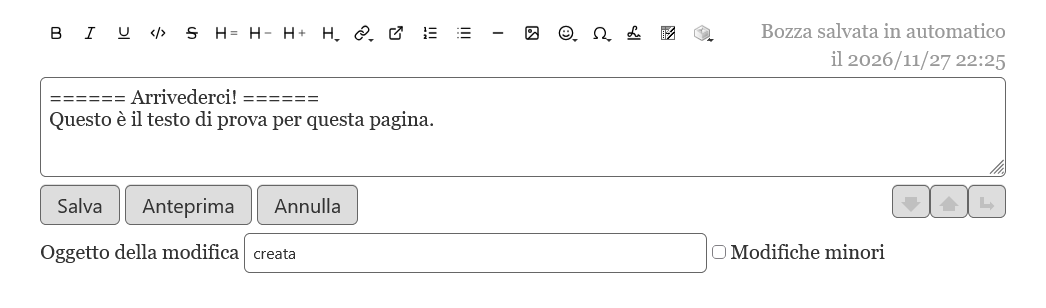 B I U </> S H= H- H+ H
Bozza salvata in automatico
il 2026/11/27 22:25
====== Arrivederci! ======
Questo è il testo di prova per questa pagina.
Salva Anteprima Annulla
Oggetto della modifica creata Modifiche minori